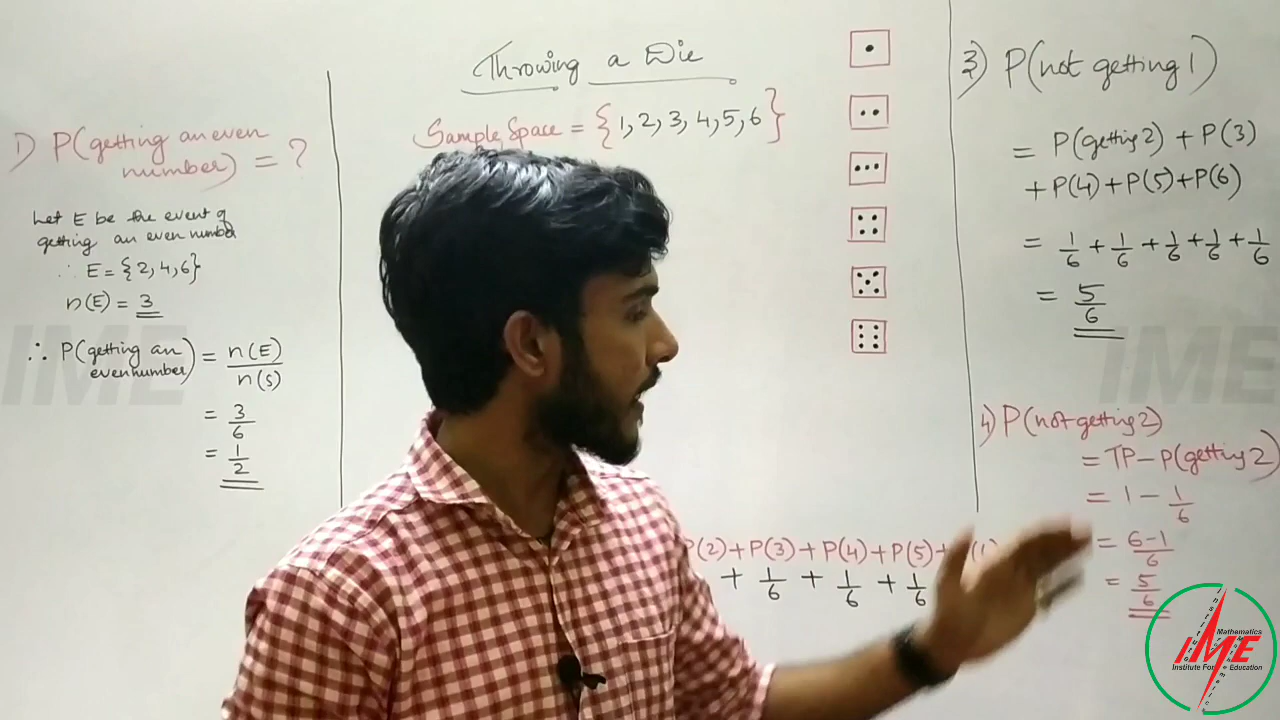 Throwing a Die
Sample Space = {1, 2, 3, 4, 5, 6}
1) P(getting an even
number) = ?
Let E be the event of
getting an even number
∴ E = {2, 4, 6}
n(E) = 3
∴ P(getting an even number) = n(E)/n(S)
= 3/6
= 1/2
P(2) + P(3) + P(4) + P(5) +
+ 1/6 + 1/6 + 1/6
3) P(not getting 1)
= P(getting 2) + P(3)
+ P(4) + P(5) + P(6)
= 1/6 + 1/6 + 1/6 + 1/6 + 1/6
= 5/6
4) P(not getting 2)
= TP - P(getting 2)
= 1 - 1/6
= 6-1/6
= 5/6
IME
IME
IME
Mathematics
Institute For Education